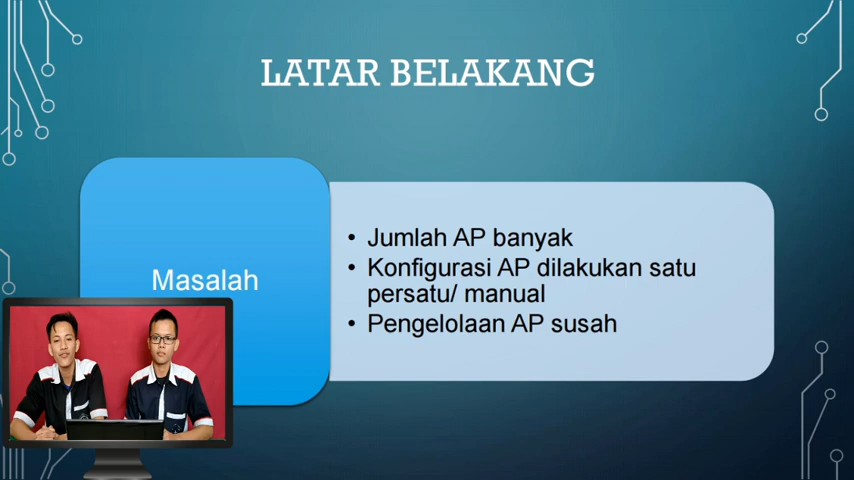 LATAR BELAKANG
Masalah
• Jumlah AP banyak
• Konfigurasi AP dilakukan satu
persatu/ manual
• Pengelolaan AP susah